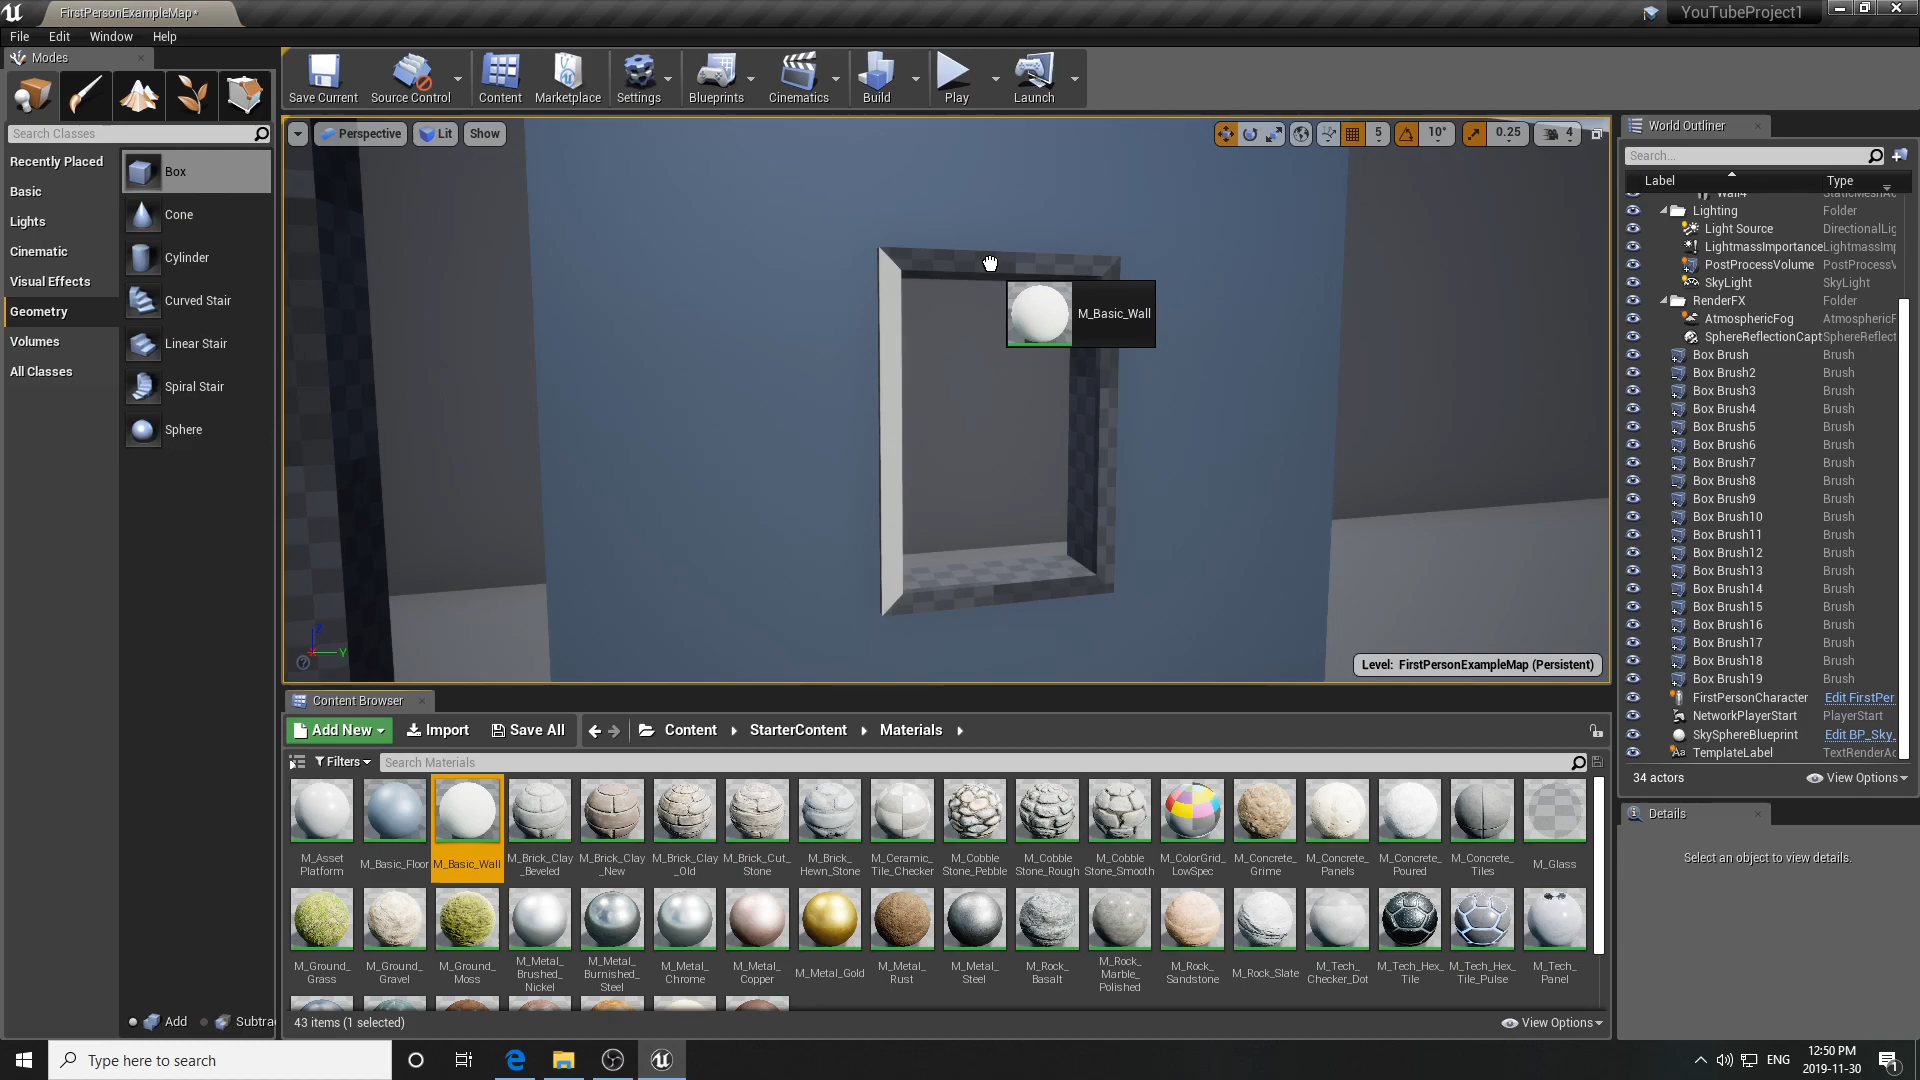 FirstPersonExampleMap*
YouTubeProject1
File Edit Window Help
Modes
Search Classes
Recently Placed
Basic
Lights
Cinematic
Visual Effects
Geometry
Volumes
All Classes
Box
Cone
Cylinder
Curved Stair
Linear Stair
Spiral Stair
Sphere
Add
Subtra
Save Current
Source Control
Content
Marketplace
Settings
Blueprints
Cinematics
Build
Play
Launch
Perspective
Lit
Show
5
10°
0.25
4
M_Basic_Wall
Z
Y
Level: FirstPersonExampleMap (Persistent)
World Outliner
Search...
Label Type
Lighting Folder
Light Source DirectionalLig
LightmassImportance LightmassImp
PostProcessVolume PostProcessV
SkyLight SkyLight
RenderFX Folder
AtmosphericFog AtmosphericF
SphereReflectionCapt SphereReflect
Box Brush Brush
Box Brush2 Brush
Box Brush3 Brush
Box Brush4 Brush
Box Brush5 Brush
Box Brush6 Brush
Box Brush7 Brush
Box Brush8 Brush
Box Brush9 Brush
Box Brush10 Brush
Box Brush11 Brush
Box Brush12 Brush
Box Brush13 Brush
Box Brush14 Brush
Box Brush15 Brush
Box Brush16 Brush
Box Brush17 Brush
Box Brush18 Brush
Box Brush19 Brush
FirstPersonCharacter Edit FirstPer
NetworkPlayerStart PlayerStart
SkySphereBlueprint Edit BP_Sky_
TemplateLabel TextRenderAc
34 actors
View Options
Details
Select an object to view details.
Content Browser
Add New
Import
Save All
Content
StarterContent
Materials
Filters
Search Materials
M_Asset
Platform
M_Basic_Floor
M_Basic_Wall
M_Brick_Clay
_Beveled
M_Brick_Clay
_New
M_Brick_Clay
_Old
M_Brick_Cut_
Stone
M_Brick_
Hewn_Stone
M_Ceramic_
Tile_Checker
M_Cobble
Stone_Pebble
M_Cobble
Stone_Rough
M_Cobble
Stone_Smooth
M_ColorGrid_
LowSpec
M_Concrete_
Grime
M_Concrete_
Panels
M_Concrete_
Poured
M_Concrete_
Tiles
M_Glass
M_Ground_
Grass
M_Ground_
Gravel
M_Ground_
Moss
M_Metal_
Brushed_
Nickel
M_Metal_
Burnished_
Steel
M_Metal_
Chrome
M_Metal_
Copper
M_Metal_Gold
M_Metal_
Rust
M_Metal_
Steel
M_Rock_
Basalt
M_Rock_
Marble_
Polished
M_Rock_
Sandstone
M_Rock_Slate
M_Tech_
Checker_Dot
M_Tech_Hex_
Tile
M_Tech_Hex_
Tile_Pulse
M_Tech_
Panel
43 items (1 selected)
View Options
Type here to search
ENG
12:50 PM
2019-11-30
1